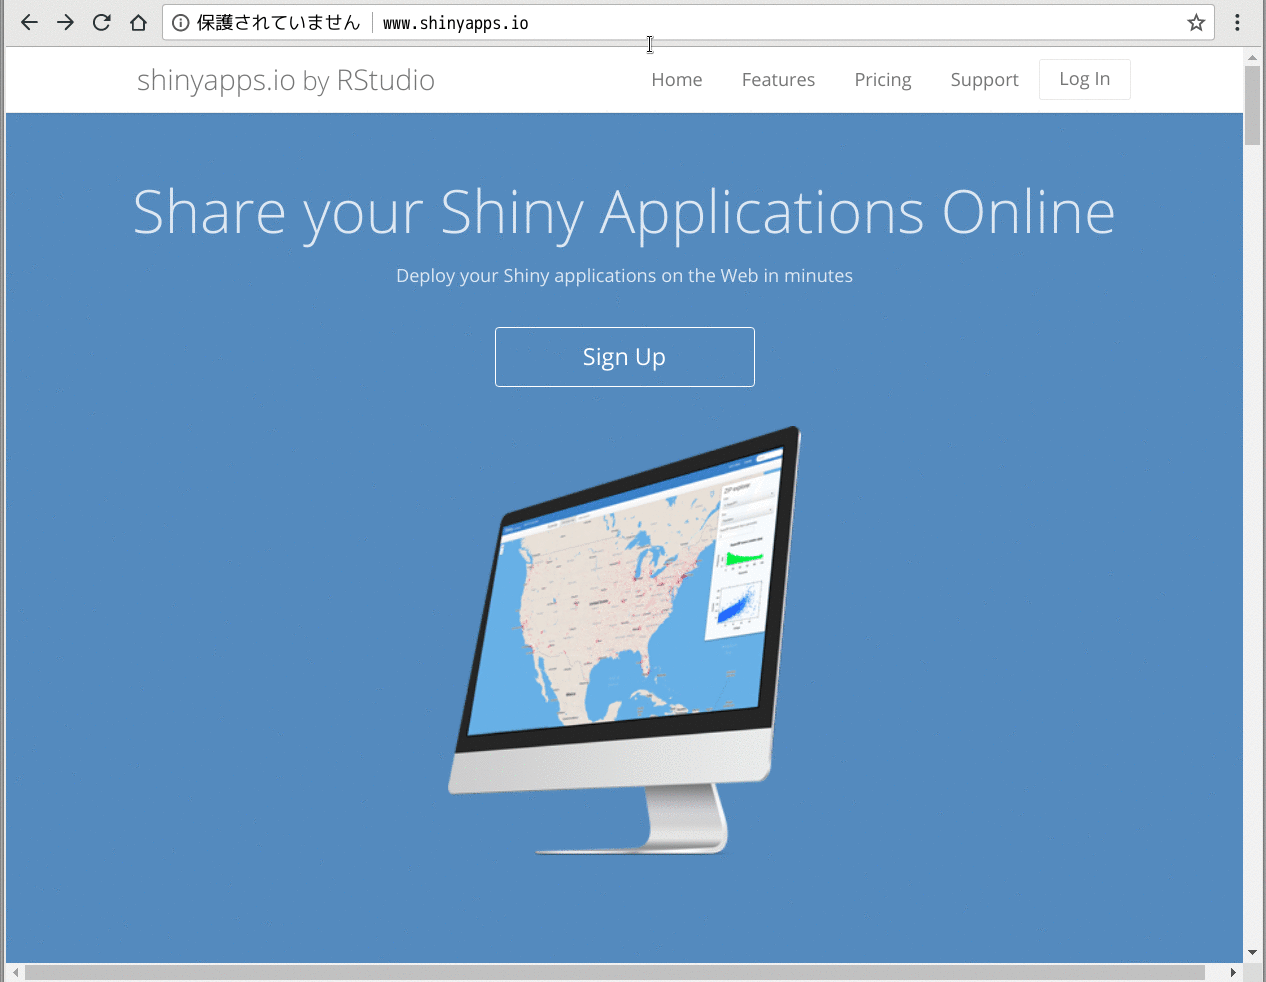 保護されていません www.shinyapps.io
shinyapps.io by RStudio Home Features Pricing Support Log In
Share your Shiny Applications Online
Deploy your Shiny applications on the Web in minutes
Sign Up
ZIP explorer